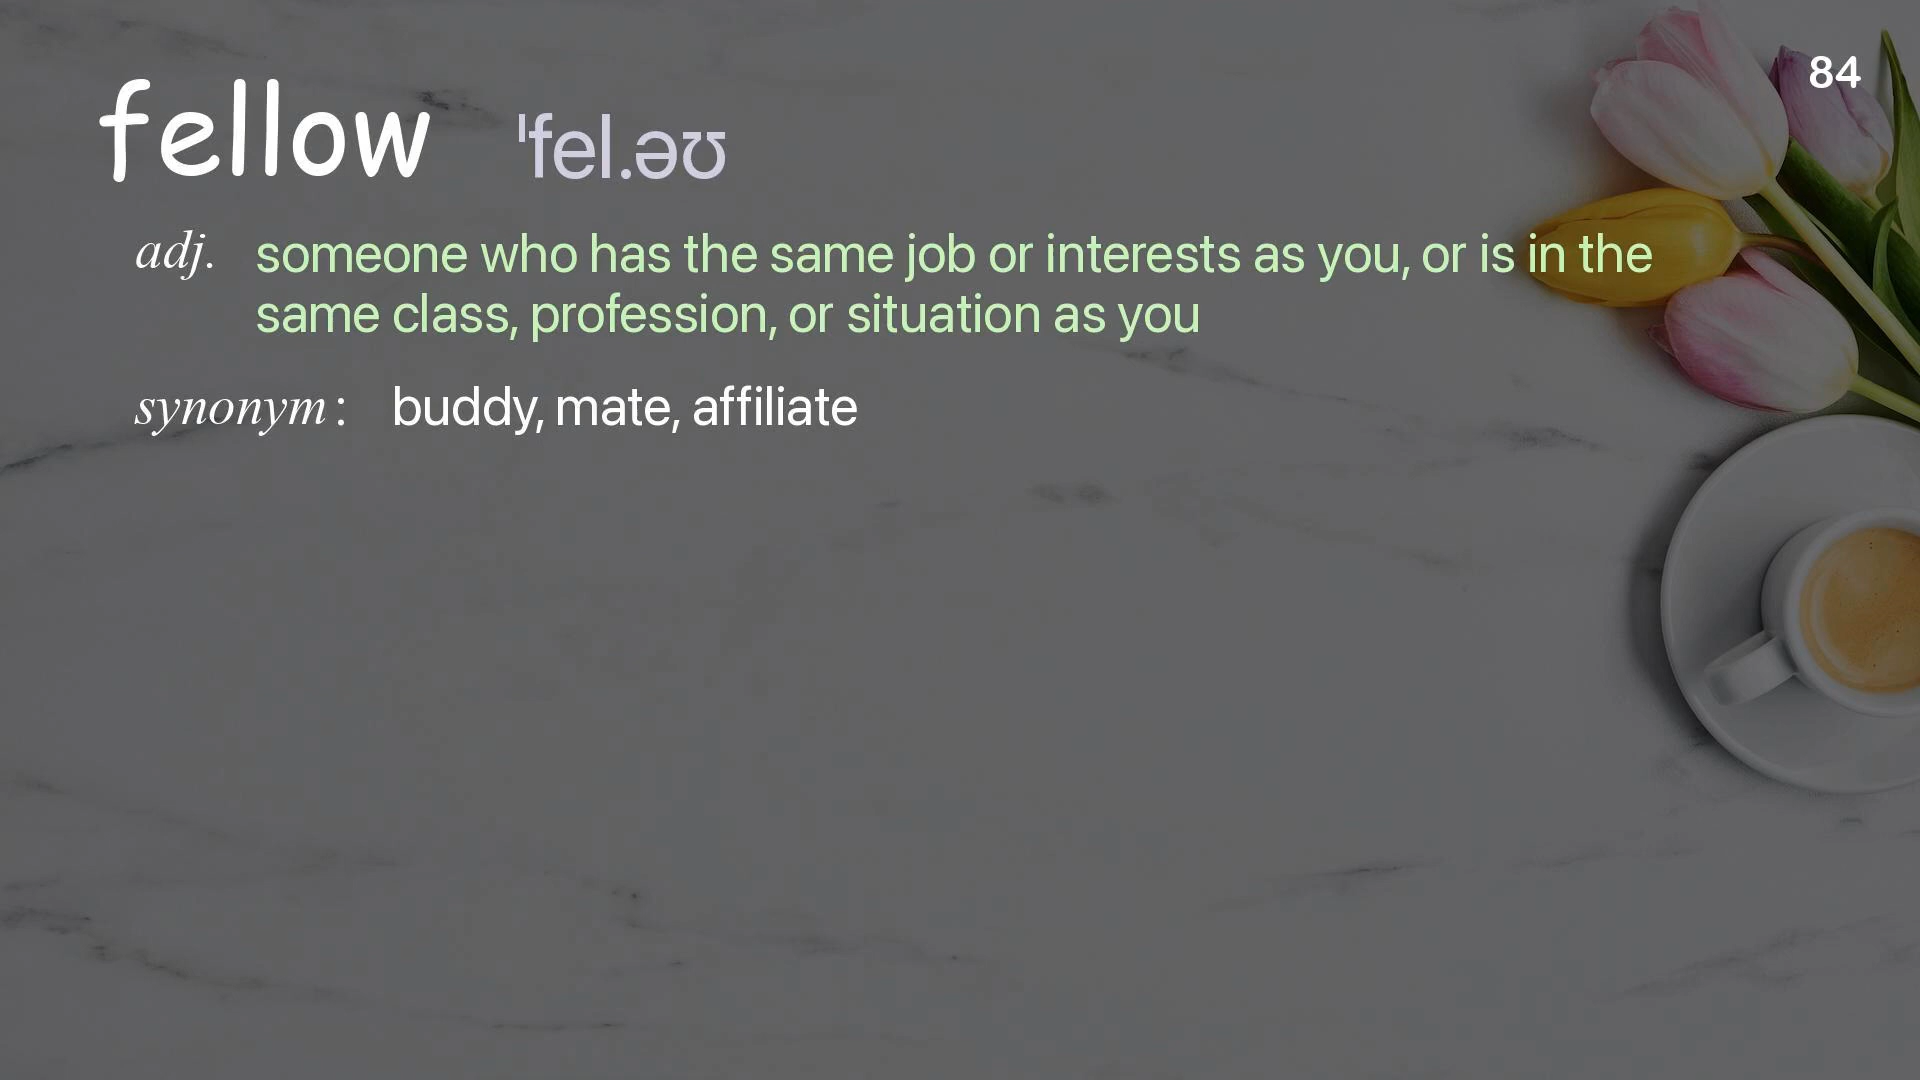 84
fellow ˈfel.əʊ
adj. someone who has the same job or interests as you, or is in the
same class, profession, or situation as you
synonym: buddy, mate, affiliate